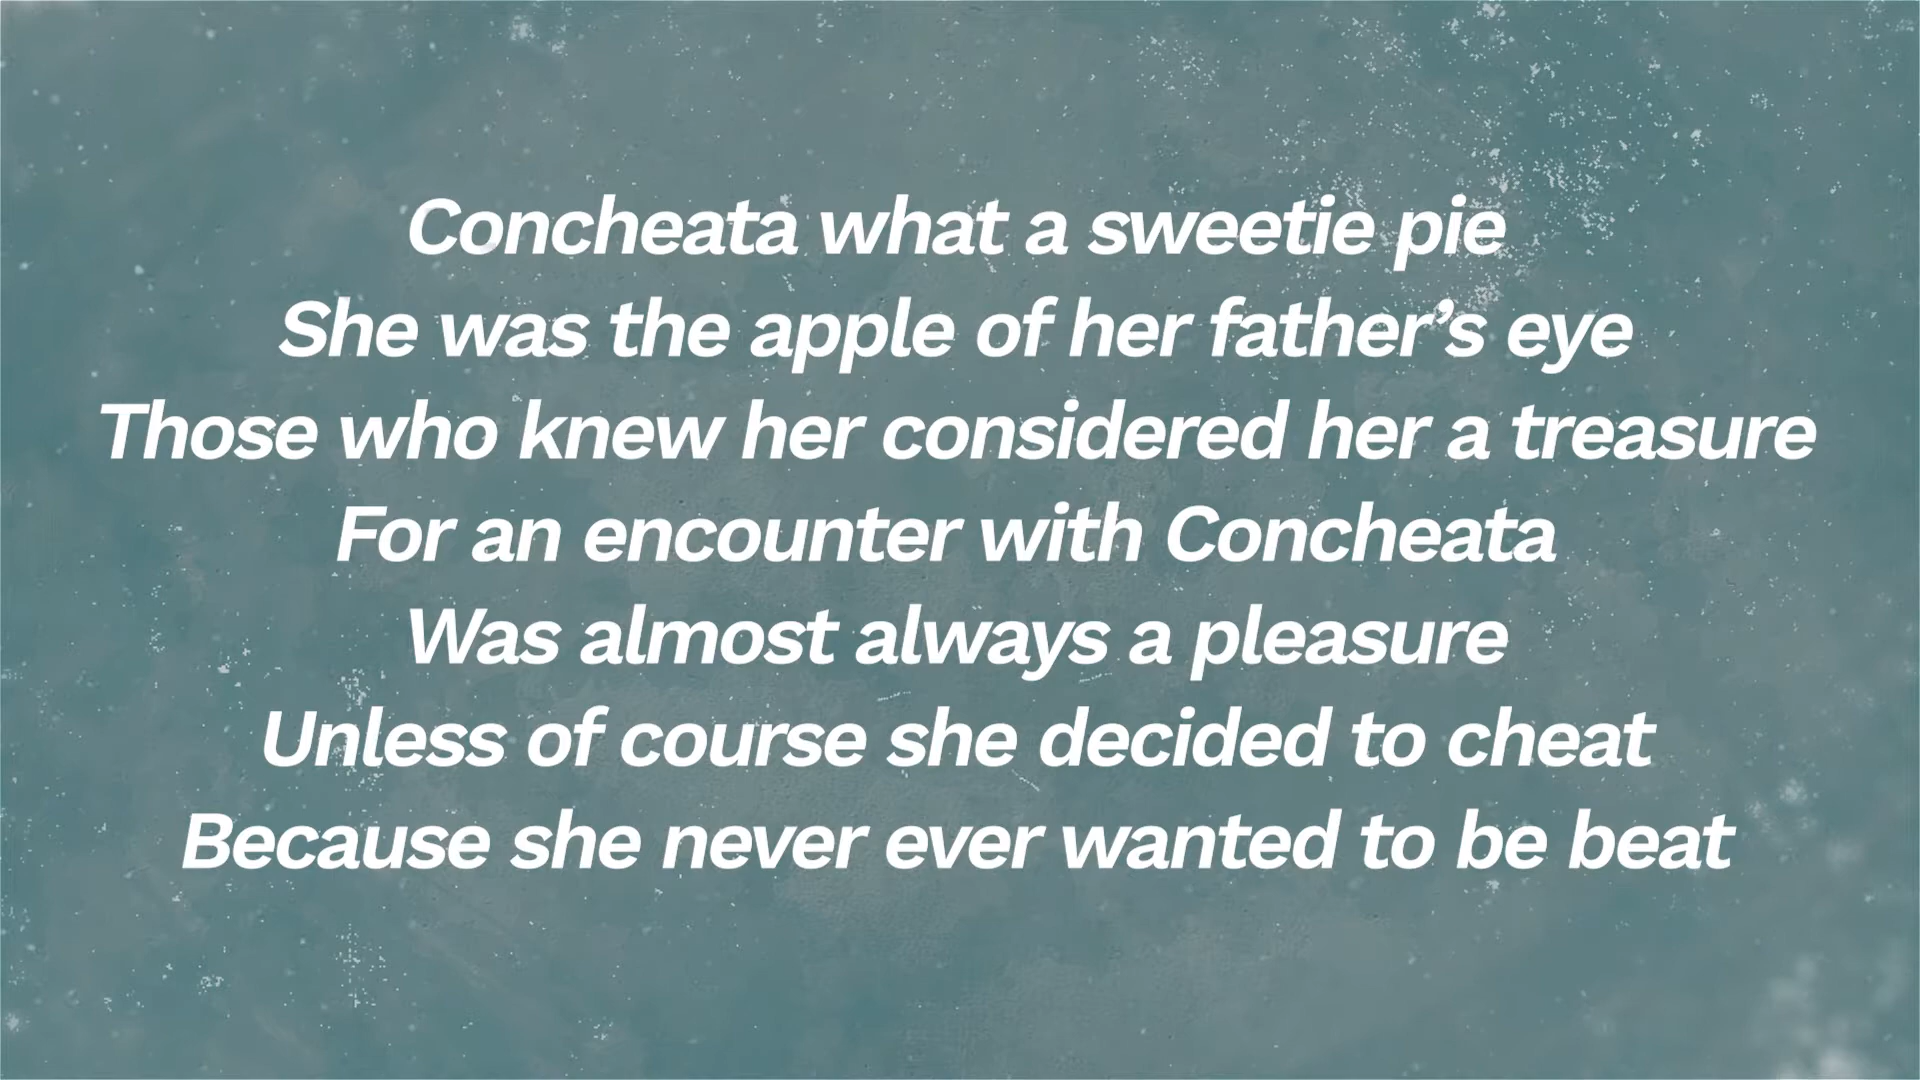 Concheata what a sweetie pie
She was the apple of her father’s eye
Those who knew her considered her a treasure
For an encounter with Concheata
Was almost always a pleasure
Unless of course she decided to cheat
Because she never ever wanted to be beat